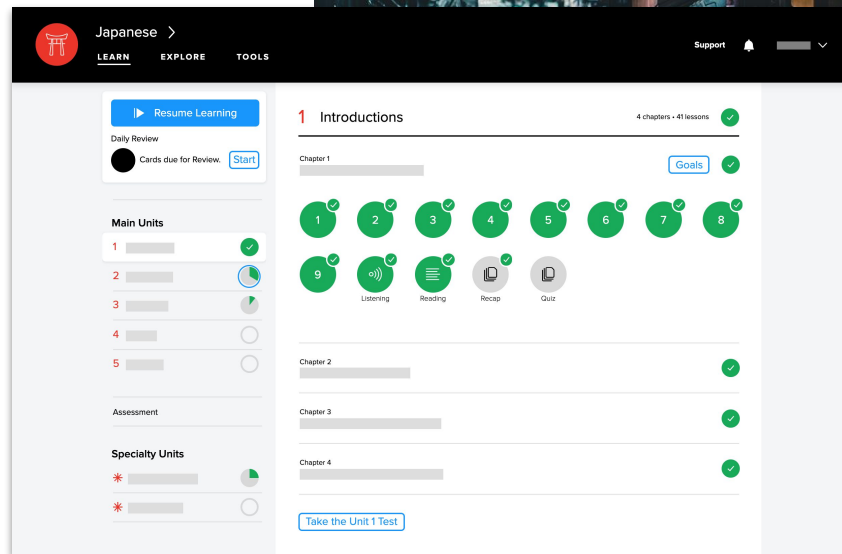 Japanese
LEARN EXPLORE TOOLS
Support
Resume Learning
Daily Review
Cards due for Review. Start
Main Units
1
2
3
4
5
Assessment
Specialty Units
1 Introductions 4 chapters • 41 lessons
Chapter 1
Goals
1 2 3 4 5 6 7 8
9
Listening Reading Recap Quiz
Chapter 2
Chapter 3
Chapter 4
Take the Unit 1 Test